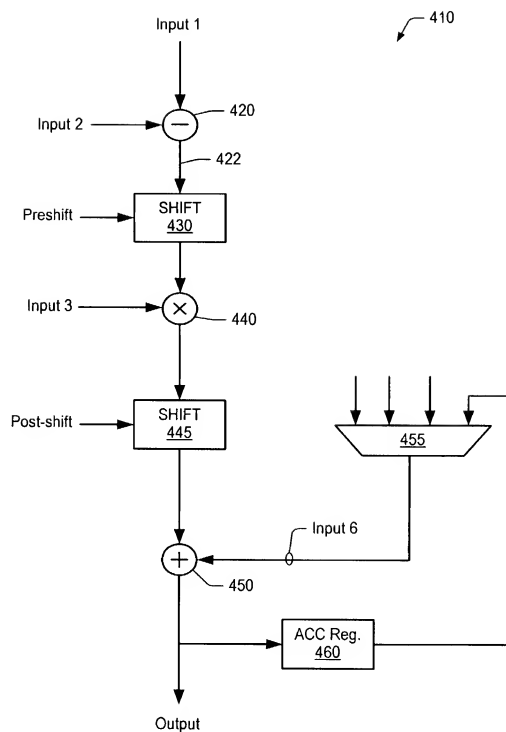 Input 1
410
420
Input 2
−
422
SHIFT
Preshift
430
Input 3
×
440
SHIFT
Post-shift
445
455
Input 6
+
450
ACC Reg.
460
Output